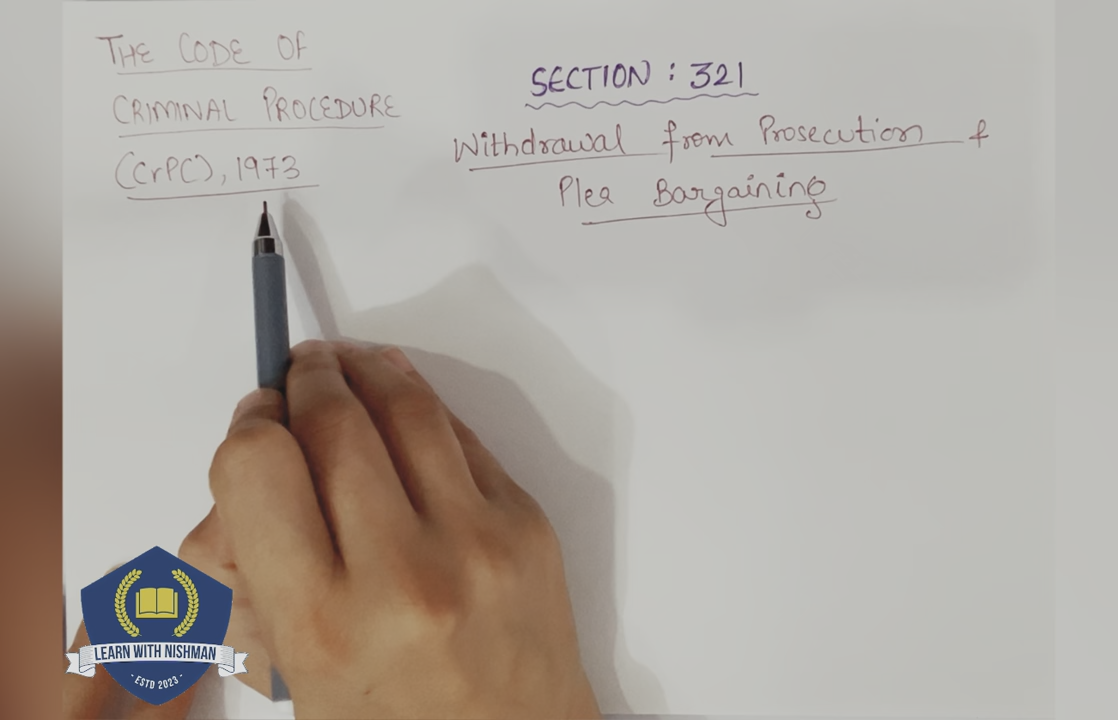 THE CODE OF
CRIMINAL PROCEDURE
(CrPC), 1973
SECTION : 321
Withdrawal from Prosecution &
Plea Bargaining
LEARN WITH NISHMAN
· ESTD 2023 ·